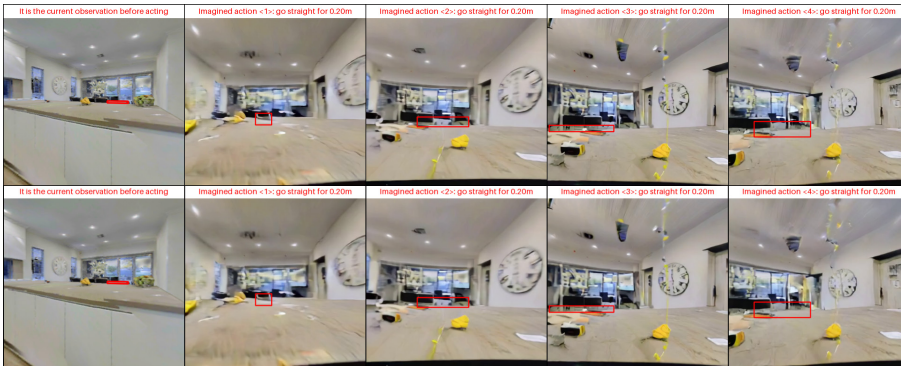 It is the current observation before acting
Imagined action <1>: go straight for 0.20m
Imagined action <2>: go straight for 0.20m
Imagined action <3>: go straight for 0.20m
Imagined action <4>: go straight for 0.20m
It is the current observation before acting
Imagined action <1>: go straight for 0.20m
Imagined action <2>: go straight for 0.20m
Imagined action <3>: go straight for 0.20m
Imagined action <4>: go straight for 0.20m